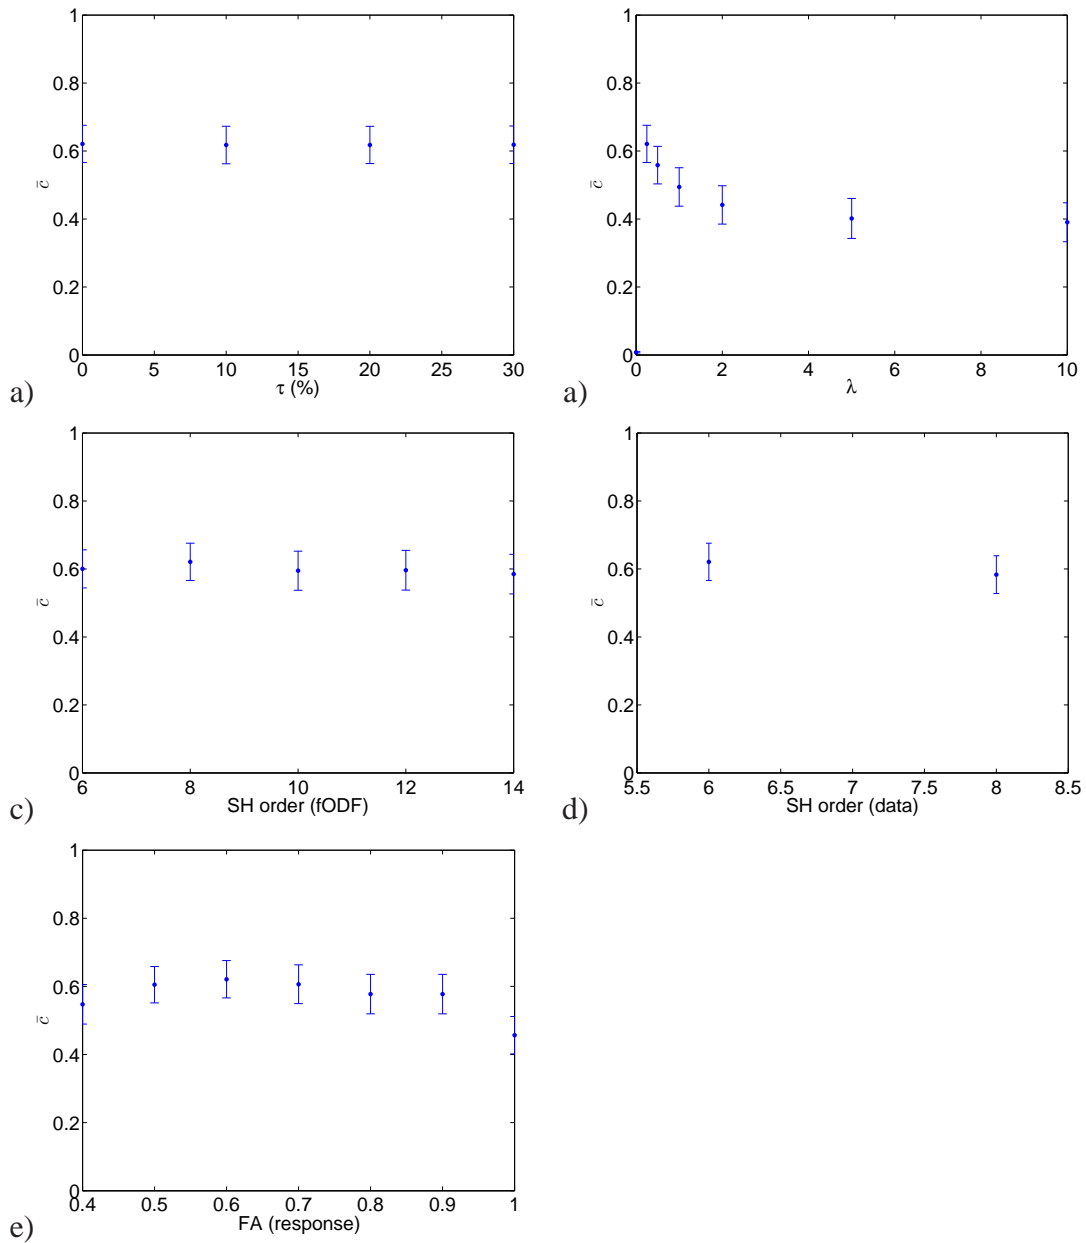 1
0.8
0.6
0.4
0.2
0
c̄
0 5 10 15 20 25 30
τ (%)
a)
1
0.8
0.6
0.4
0.2
0
c̄
0 2 4 6 8 10
λ
a)
1
0.8
0.6
0.4
0.2
0
c̄
6 8 10 12 14
SH order (fODF)
c)
1
0.8
0.6
0.4
0.2
0
c̄
5.5 6 6.5 7 7.5 8 8.5
SH order (data)
d)
1
0.8
0.6
0.4
0.2
0
c̄
0.4 0.5 0.6 0.7 0.8 0.9 1
FA (response)
e)